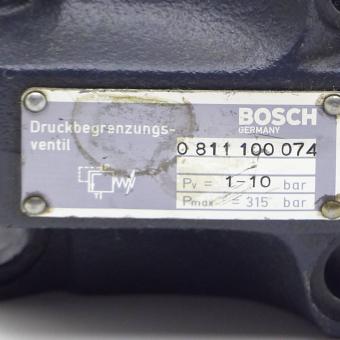 BOSCH
GERMANY
Druckbegrenzungs-
ventil
0 811 100 074
Pv = 1-10 bar
Pmax = 315 bar